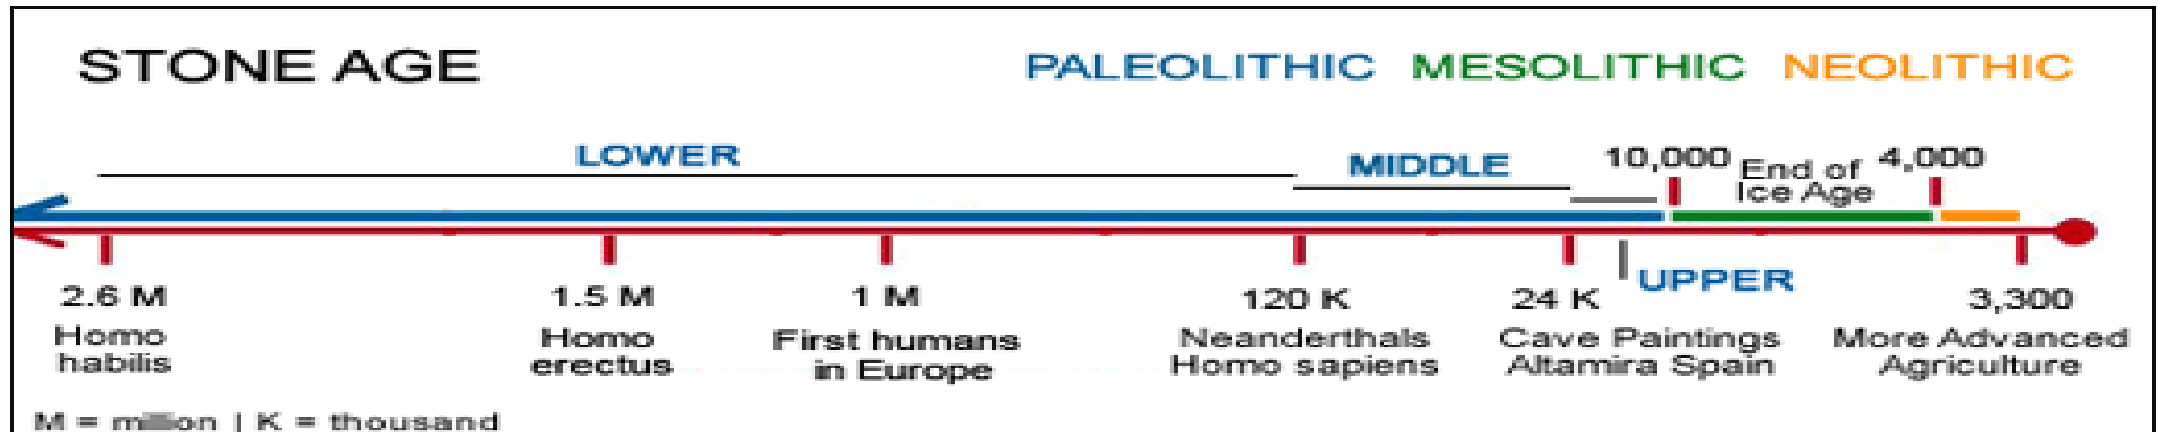 STONE AGE
PALEOLITHIC MESOLITHIC NEOLITHIC
LOWER
MIDDLE
10,000
End of
Ice Age
4,000
UPPER
2.6 M
Homo
habilis
1.5 M
Homo
erectus
1 M
First humans
in Europe
120 K
Neanderthals
Homo sapiens
24 K
Cave Paintings
Altamira Spain
3,300
More Advanced
Agriculture
M = million | K = thousand